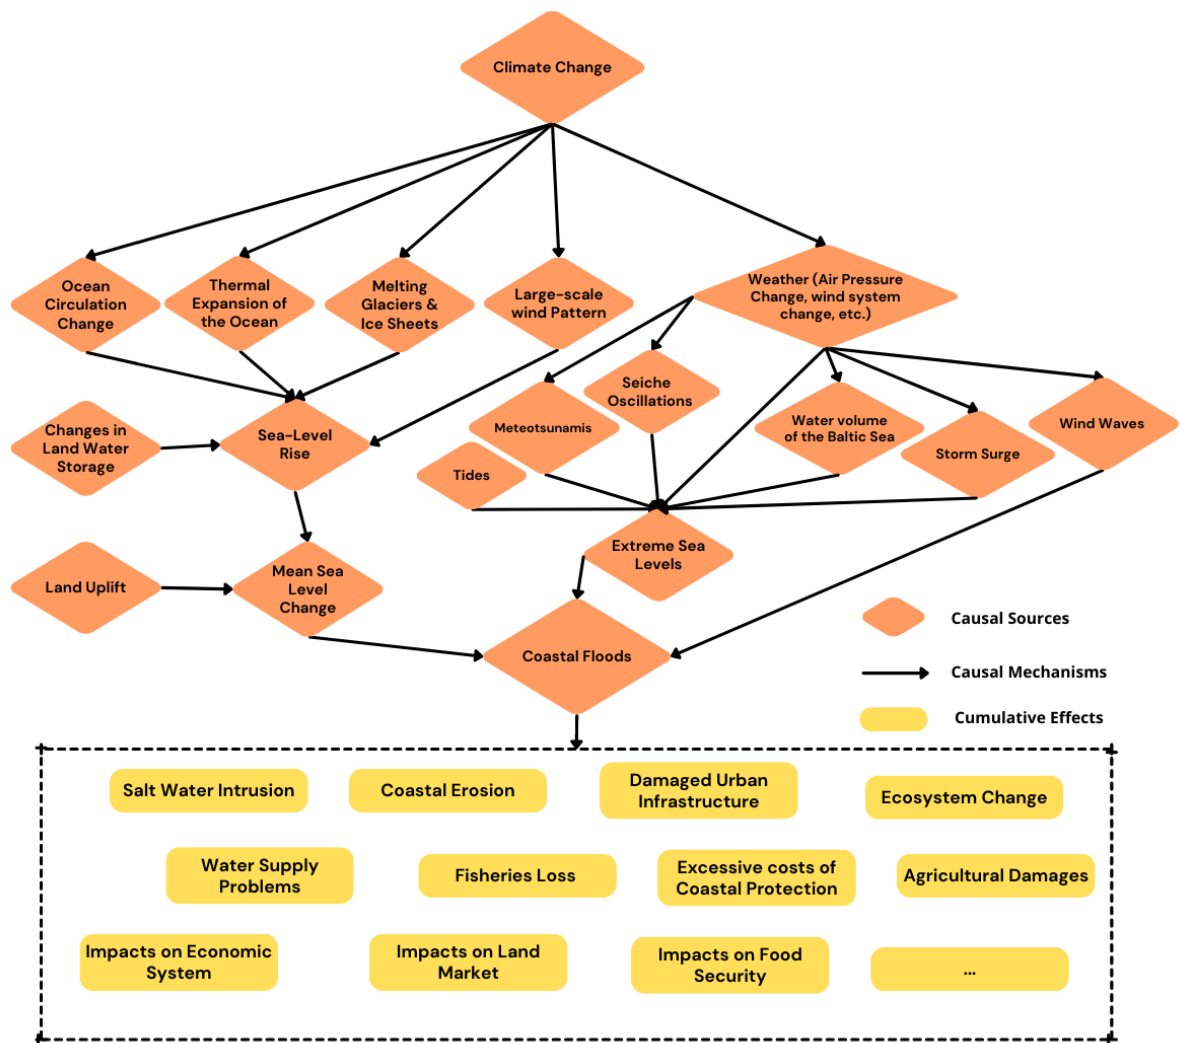 Climate Change
Ocean
Circulation
Change
Thermal
Expansion of
the Ocean
Melting
Glaciers &
Ice Sheets
Large-scale
wind Pattern
Weather (Air Pressure
Change, wind system
change, etc.)
Changes in
Land Water
Storage
Sea-Level
Rise
Meteotsunamis
Seiche
Oscillations
Water volume
of the Baltic Sea
Wind Waves
Tides
Storm Surge
Land Uplift
Mean Sea
Level
Change
Extreme Sea
Levels
Coastal Floods
Causal Sources
Causal Mechanisms
Cumulative Effects
Salt Water Intrusion
Coastal Erosion
Damaged Urban
Infrastructure
Ecosystem Change
Water Supply
Problems
Fisheries Loss
Excessive costs of
Coastal Protection
Agricultural Damages
Impacts on Economic
System
Impacts on Land
Market
Impacts on Food
Security
...